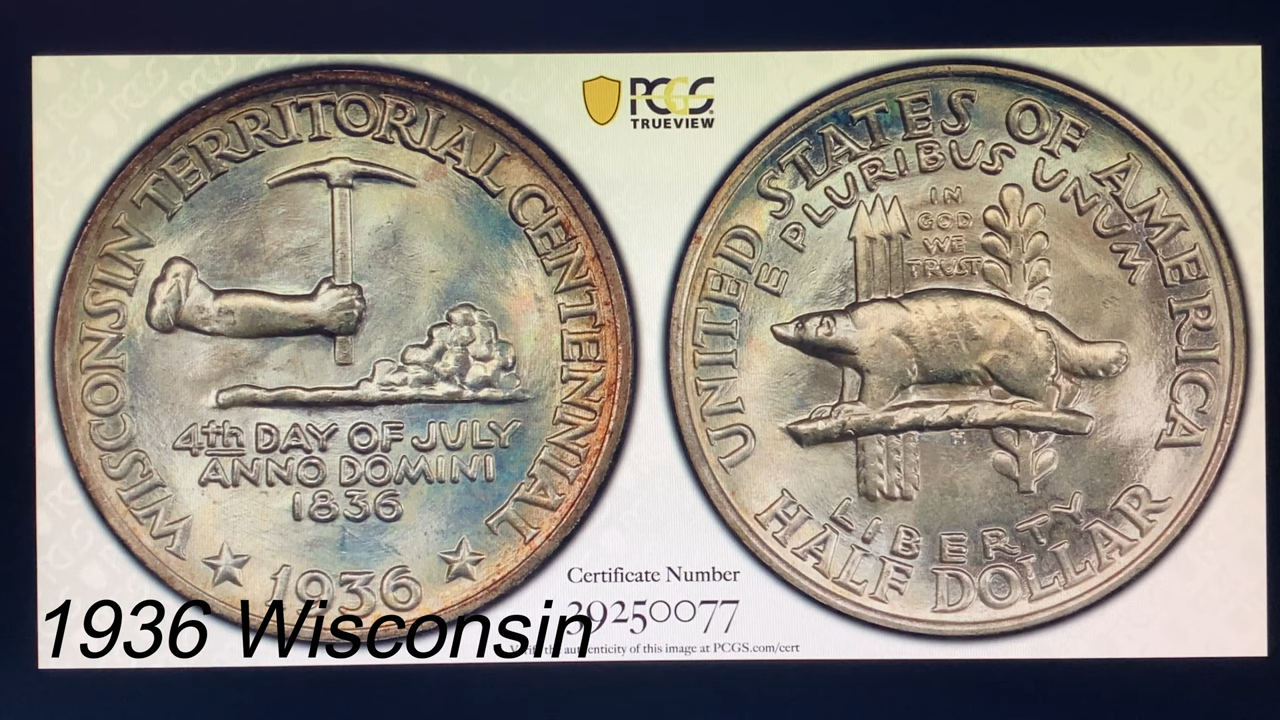 PCGS
TRUEVIEW
WISCONSIN TERRITORIAL CENTENNIAL
4th DAY OF JULY
ANNO DOMINI
1836
1936
UNITED STATES OF AMERICA
E PLURIBUS UNUM
IN
GOD
WE
TRUST
H
LIBERTY
HALF DOLLAR
Certificate Number
39250077
Verify the authenticity of this image at PCGS.com/cert
1936 Wisconsin